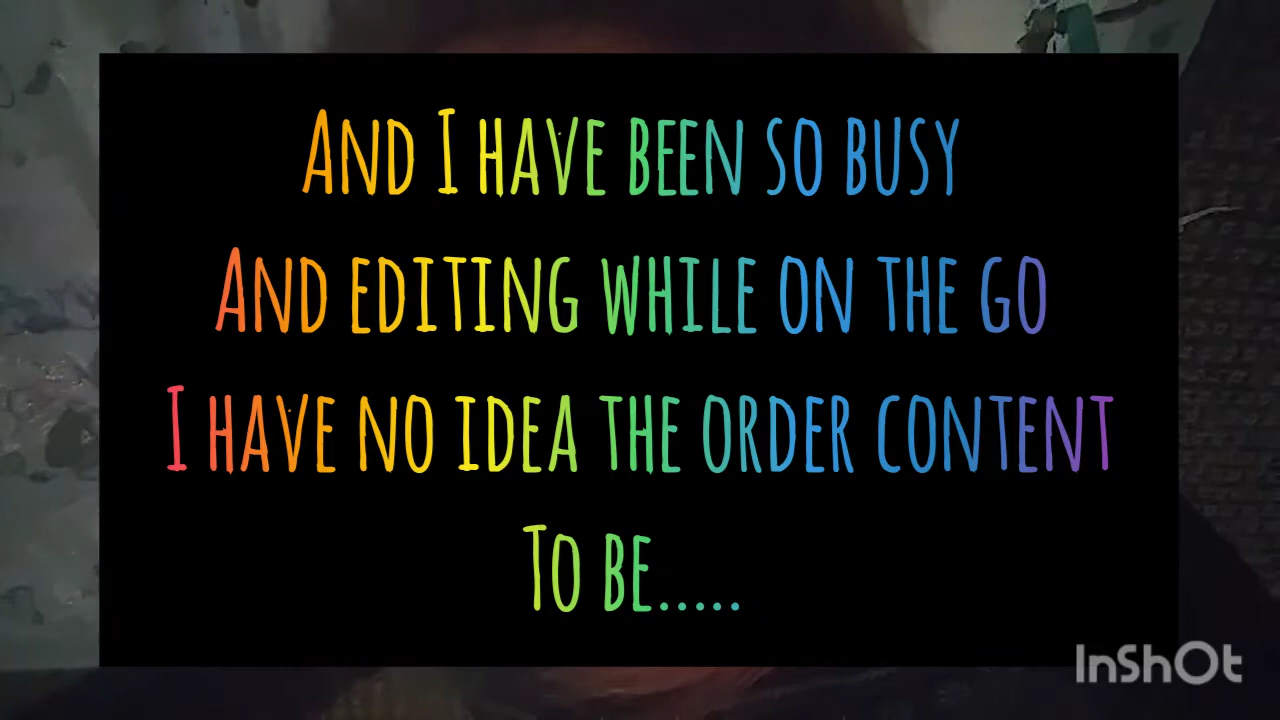 And I have been so busy
And editing while on the go
I have no idea the order content
To be.....
InShOt